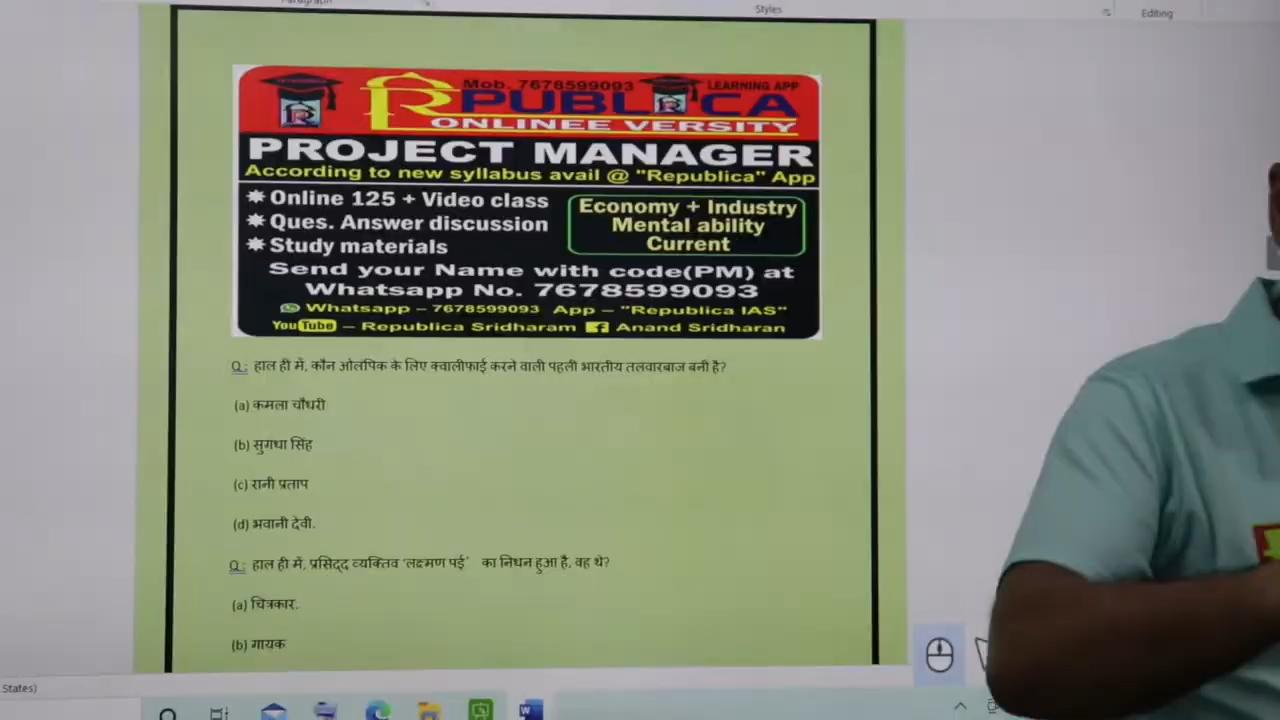 Paragraph
Styles
Editing
Mob. 7678599093
LEARNING APP
RPUBLICA
ONLINEE VERSITY
PROJECT MANAGER
According to new syllabus avail @ "Republica" App
Online 125 + Video class
Ques. Answer discussion
Study materials
Economy + Industry
Mental ability
Current
Send your Name with code(PM) at
Whatsapp No. 7678599093
Whatsapp – 7678599093 App – "Republica IAS"
YouTube – Republica Sridharam f Anand Sridharan
Q : हाल ही में, कौन ओलंपिक के लिए क्वालीफाई करने वाली पहली भारतीय तलवारबाज बनी है?
(a) कमला चौधरी
(b) सुगधा सिंह
(c) रानी प्रताप
(d) भवानी देवी.
Q : हाल ही में, प्रसिद्द व्यक्तिव 'लक्ष्मण पई' का निधन हुआ है, वह थे?
(a) चित्रकार.
(b) गायक
States)